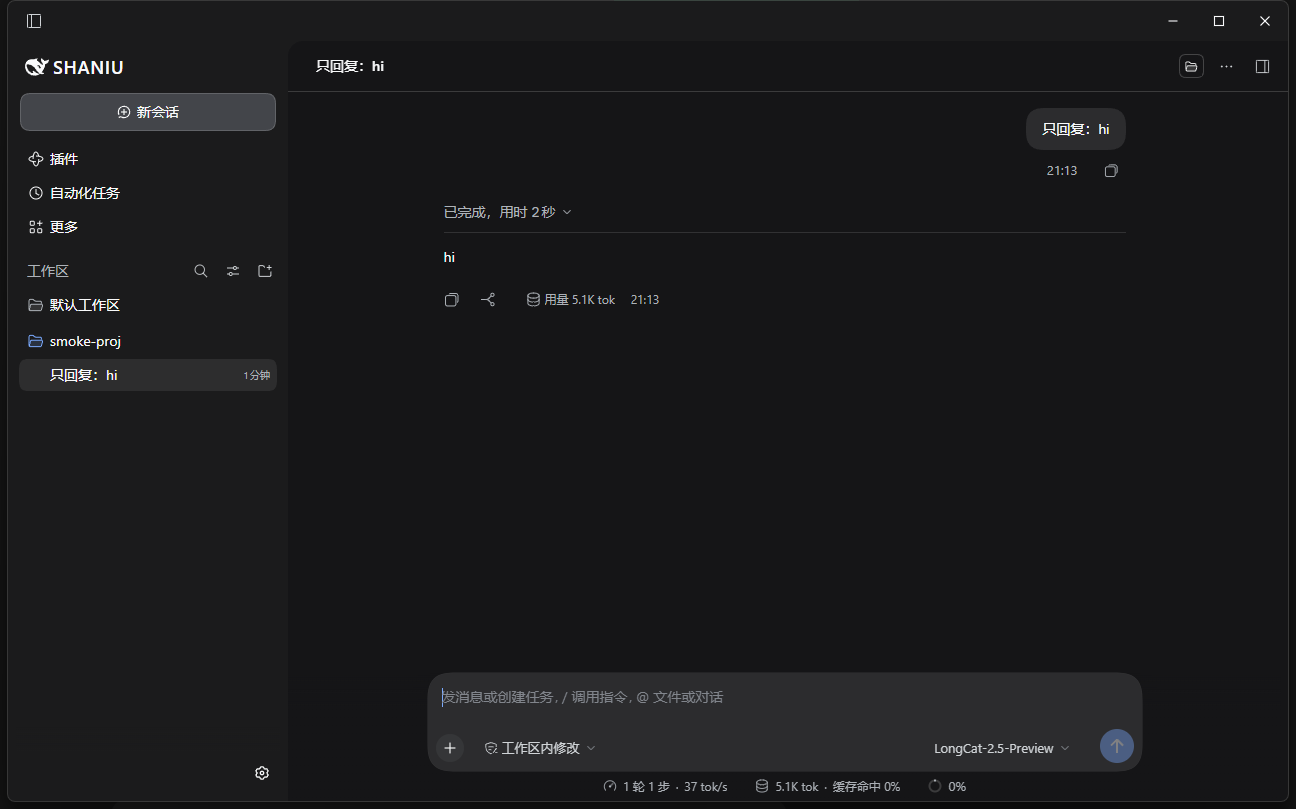 SHANIU
新会话
插件
自动化任务
更多
工作区
默认工作区
smoke-proj
只回复：hi
1分钟
只回复：hi
只回复：hi
21:13
已完成，用时 2 秒
hi
用量 5.1K tok 21:13
发消息或创建任务, / 调用指令, @ 文件或对话
工作区内修改
LongCat-2.5-Preview
1 轮 1 步 · 37 tok/s
5.1K tok · 缓存命中 0%
0%